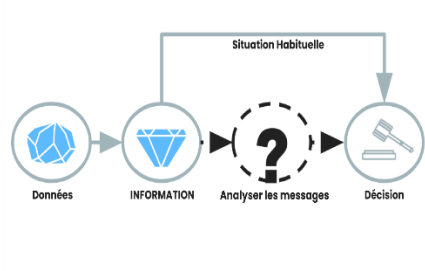 Situation Habituelle
?
Données
INFORMATION
Analyser les messages
Décision